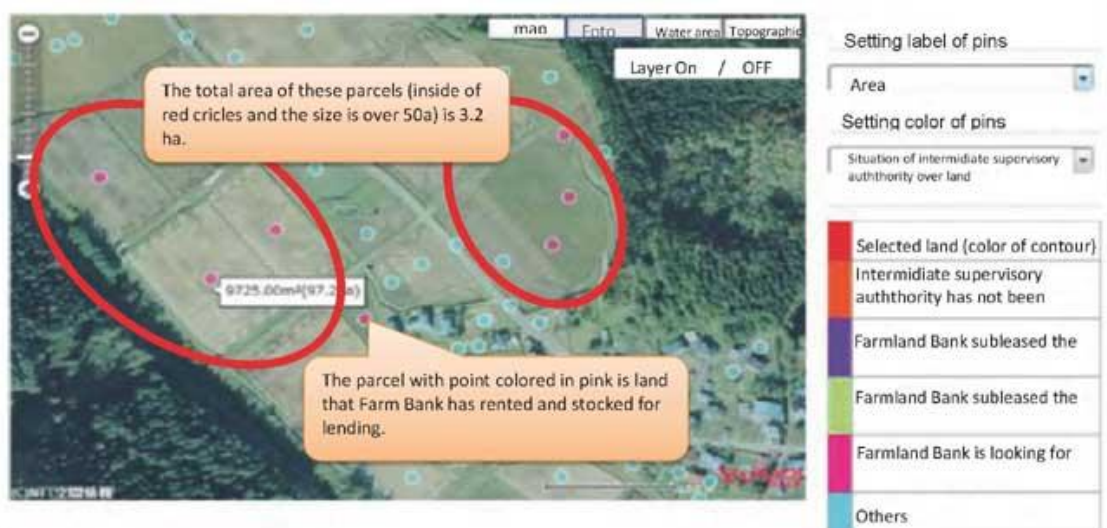 map
Foto
Water area
Topographic
Layer On / OFF
The total area of these parcels (inside of
red cricles and the size is over 50a) is 3.2
ha.
9725.00m²(97.2
The parcel with point colored in pink is land
that Farm Bank has rented and stocked for
lending.
Setting label of pins
Area
Setting color of pins
Situation of intermidiate supervisory
auththority over land
Selected land (color of contour)
Intermidiate supervisory
auththority has not been
Farmland Bank subleased the
Farmland Bank subleased the
Farmland Bank is looking for
Others